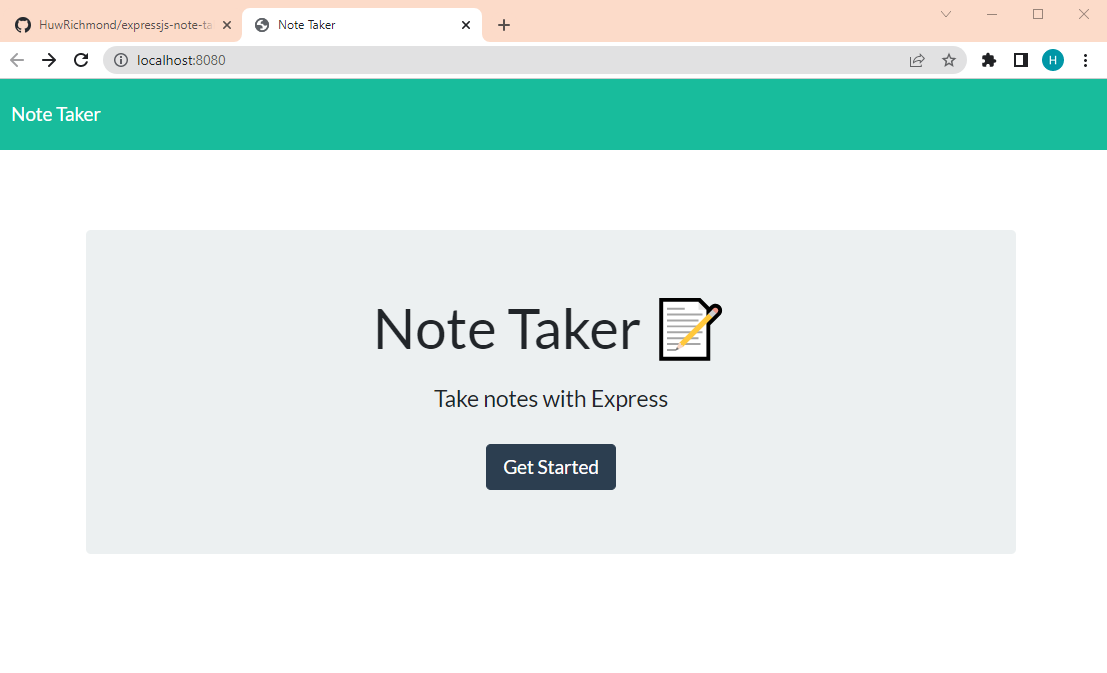 HuwRichmond/expressjs-note-ta
Note Taker
localhost:8080
H
Note Taker
Note Taker
Take notes with Express
Get Started